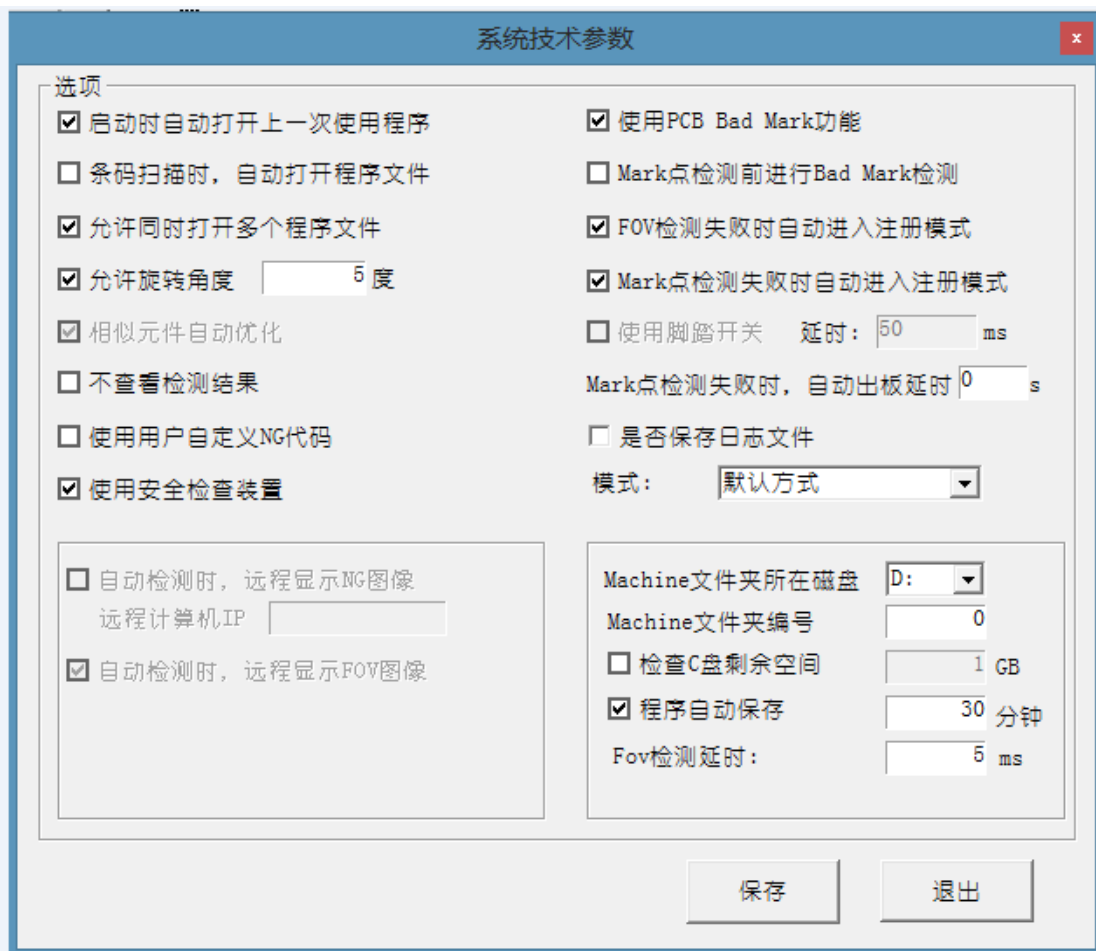 系统技术参数
x
选项
启动时自动打开上一次使用程序
条码扫描时，自动打开程序文件
允许同时打开多个程序文件
允许旋转角度 5 度
相似元件自动优化
不查看检测结果
使用用户自定义NG代码
使用安全检查装置
使用PCB Bad Mark功能
Mark点检测前进行Bad Mark检测
FOV检测失败时自动进入注册模式
Mark点检测失败时自动进入注册模式
使用脚踏开关 延时: 50 ms
Mark点检测失败时，自动出板延时 0 s
是否保存日志文件
模式: 默认方式
自动检测时，远程显示NG图像
远程计算机IP
自动检测时，远程显示FOV图像
Machine文件夹所在磁盘 D:
Machine文件夹编号 0
检查C盘剩余空间 1 GB
程序自动保存 30 分钟
Fov检测延时: 5 ms
保存 退出